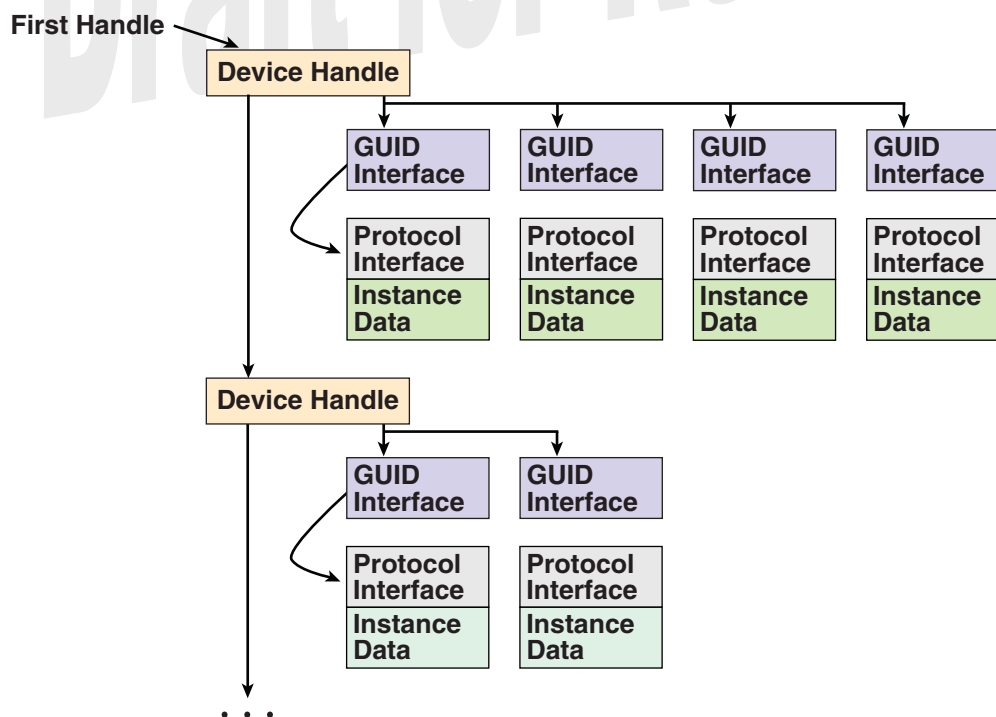 Draft for
First Handle
Device Handle
GUID GUID GUID GUID
Interface Interface Interface Interface
Protocol Protocol Protocol Protocol
Interface Interface Interface Interface
Instance Instance Instance Instance
Data Data Data Data
Device Handle
GUID GUID
Interface Interface
Protocol Protocol
Interface Interface
Instance Instance
Data Data
. . .